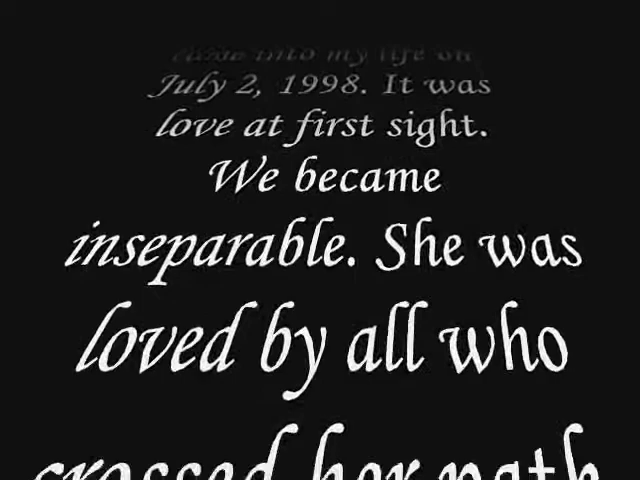 came into my life on
July 2, 1998. It was
love at first sight.
We became
inseparable. She was
loved by all who
crossed her path